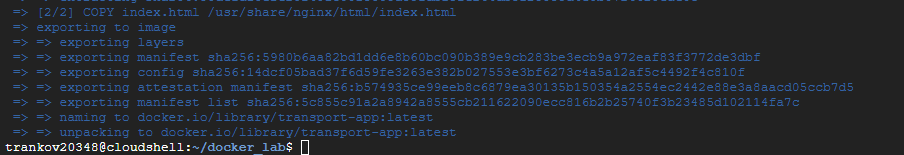 => [2/2] COPY index.html /usr/share/nginx/html/index.html
=> exporting to image
=> => exporting layers
=> => exporting manifest sha256:5980b6aa82bd1dd6e8b60bc090b389e9cb283be3ecb9a972eaf83f3772de3dbf
=> => exporting config sha256:14dcf05bad37f6d59fe3263e382b027553e3bf6273c4a5a12af5c4492f4c810f
=> => exporting attestation manifest sha256:b574935ce99eeb8c6879ea30135b150354a2554ec2442e88e3a8aacd05ccb7d5
=> => exporting manifest list sha256:5c855c91a2a8942a8555cb211622090ecc816b2b25740f3b23485d102114fa7c
=> => naming to docker.io/library/transport-app:latest
=> => unpacking to docker.io/library/transport-app:latest
trankov20348@cloudshell:~/docker_lab$